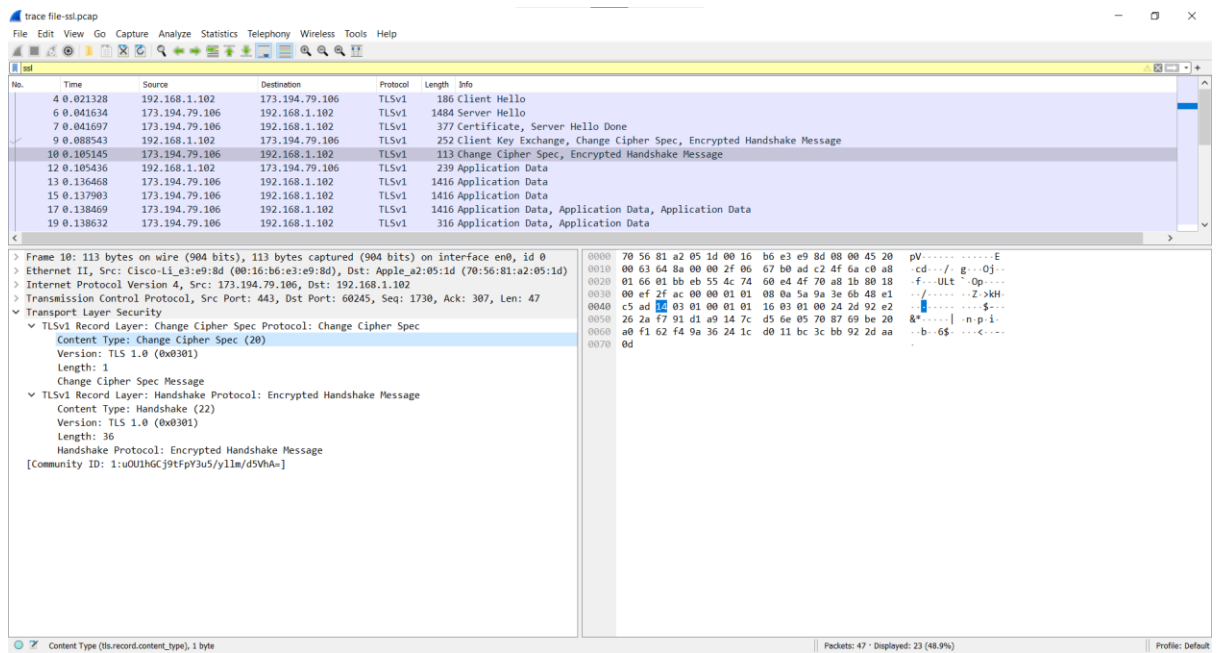 trace file-ssl.pcap
File Edit View Go Capture Analyze Statistics Telephony Wireless Tools Help
ssl
No. Time Source Destination Protocol Length Info
4 0.021328 192.168.1.102 173.194.79.106 TLSv1 186 Client Hello
6 0.041634 173.194.79.106 192.168.1.102 TLSv1 1484 Server Hello
7 0.041697 173.194.79.106 192.168.1.102 TLSv1 377 Certificate, Server Hello Done
9 0.088543 192.168.1.102 173.194.79.106 TLSv1 252 Client Key Exchange, Change Cipher Spec, Encrypted Handshake Message
10 0.105145 173.194.79.106 192.168.1.102 TLSv1 113 Change Cipher Spec, Encrypted Handshake Message
12 0.105436 192.168.1.102 173.194.79.106 TLSv1 239 Application Data
13 0.136468 173.194.79.106 192.168.1.102 TLSv1 1416 Application Data
15 0.137903 173.194.79.106 192.168.1.102 TLSv1 1416 Application Data
17 0.138469 173.194.79.106 192.168.1.102 TLSv1 1416 Application Data, Application Data, Application Data
19 0.138632 173.194.79.106 192.168.1.102 TLSv1 316 Application Data, Application Data
Frame 10: 113 bytes on wire (904 bits), 113 bytes captured (904 bits) on interface en0, id 0
Ethernet II, Src: Cisco-Li_e3:e9:8d (00:16:b6:e3:e9:8d), Dst: Apple_a2:05:1d (70:56:81:a2:05:1d)
Internet Protocol Version 4, Src: 173.194.79.106, Dst: 192.168.1.102
Transmission Control Protocol, Src Port: 443, Dst Port: 60245, Seq: 1730, Ack: 307, Len: 47
Transport Layer Security
TLSv1 Record Layer: Change Cipher Spec Protocol: Change Cipher Spec
Content Type: Change Cipher Spec (20)
Version: TLS 1.0 (0x0301)
Length: 1
Change Cipher Spec Message
TLSv1 Record Layer: Handshake Protocol: Encrypted Handshake Message
Content Type: Handshake (22)
Version: TLS 1.0 (0x0301)
Length: 36
Handshake Protocol: Encrypted Handshake Message
[Community ID: 1:uOU1hGCj9tFpY3u5/yllm/d5VhA=]
0000 70 56 81 a2 05 1d 00 16 b6 e3 e9 8d 08 00 45 20 pV·······E
0010 00 63 64 8a 00 00 2f 06 67 b0 ad c2 4f 6a c0 a8 ·cd···/· g···Oj··
0020 01 66 01 bb eb 55 4c 74 60 e4 4f 70 a8 1b 80 18 ·f···ULt `·Op····
0030 00 ef 2f ac 00 00 01 01 08 0a 5a 9a 3e 6b 48 e1 ··/····· ··Z·>kH·
0040 c5 ad 14 03 01 00 01 01 16 03 01 00 24 2d 92 e2 ········ ····$-··
0050 26 2a f7 91 d1 a9 14 7c d5 6e 05 70 87 69 be 20 &*·····| ·n·p·i·
0060 a0 f1 62 f4 9a 36 24 1c d0 11 bc 3c bb 92 2d aa ··b··6$· ···<··-·
0070 0d ·
Content Type (tls.record.content_type), 1 byte
Packets: 47 · Displayed: 23 (48.9%)
Profile: Default